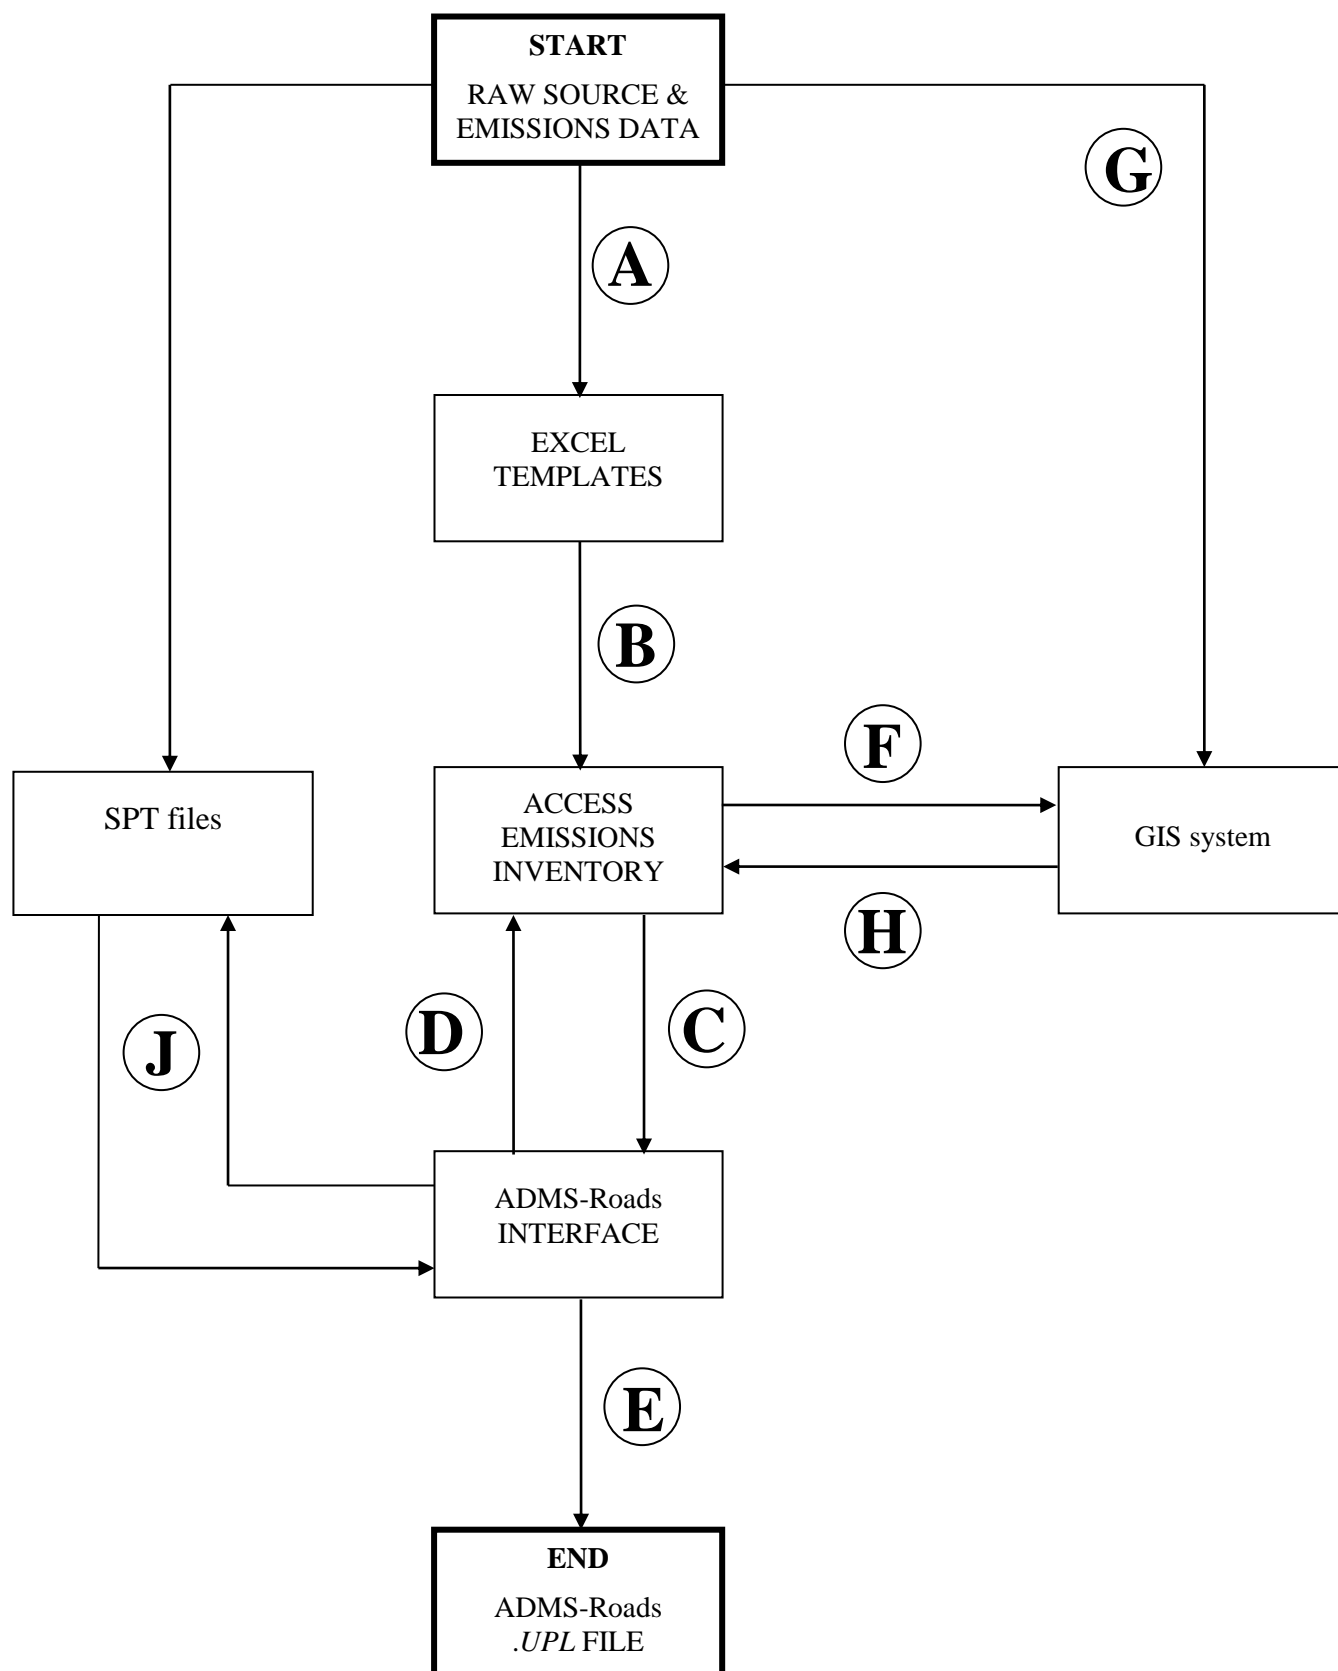 START
RAW SOURCE &
EMISSIONS DATA
G
A
EXCEL
TEMPLATES
B
F
SPT files
ACCESS
EMISSIONS
INVENTORY
GIS system
H
D
C
J
ADMS-Roads
INTERFACE
E
END
ADMS-Roads
.UPL FILE